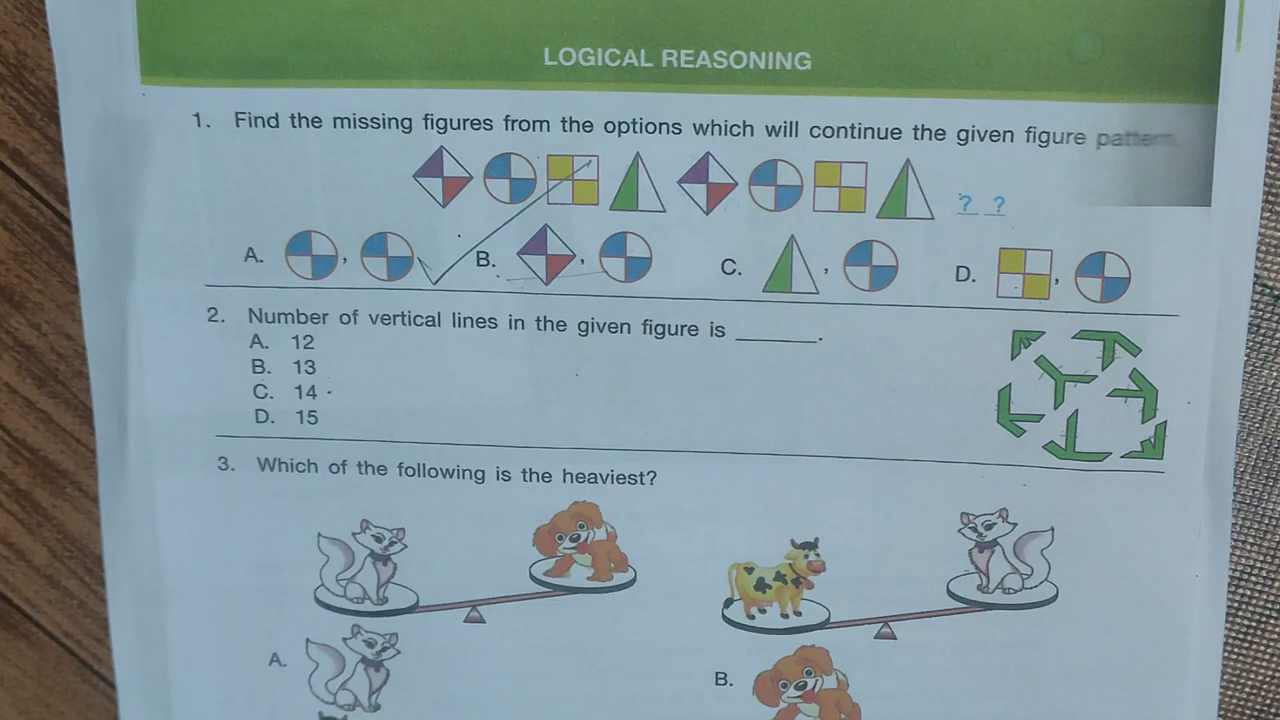 LOGICAL REASONING
1. Find the missing figures from the options which will continue the given figure pattern.
? ?
A. , B. , C. , D. ,
2. Number of vertical lines in the given figure is ______.
A. 12
B. 13
C. 14
D. 15
3. Which of the following is the heaviest?
A. B.